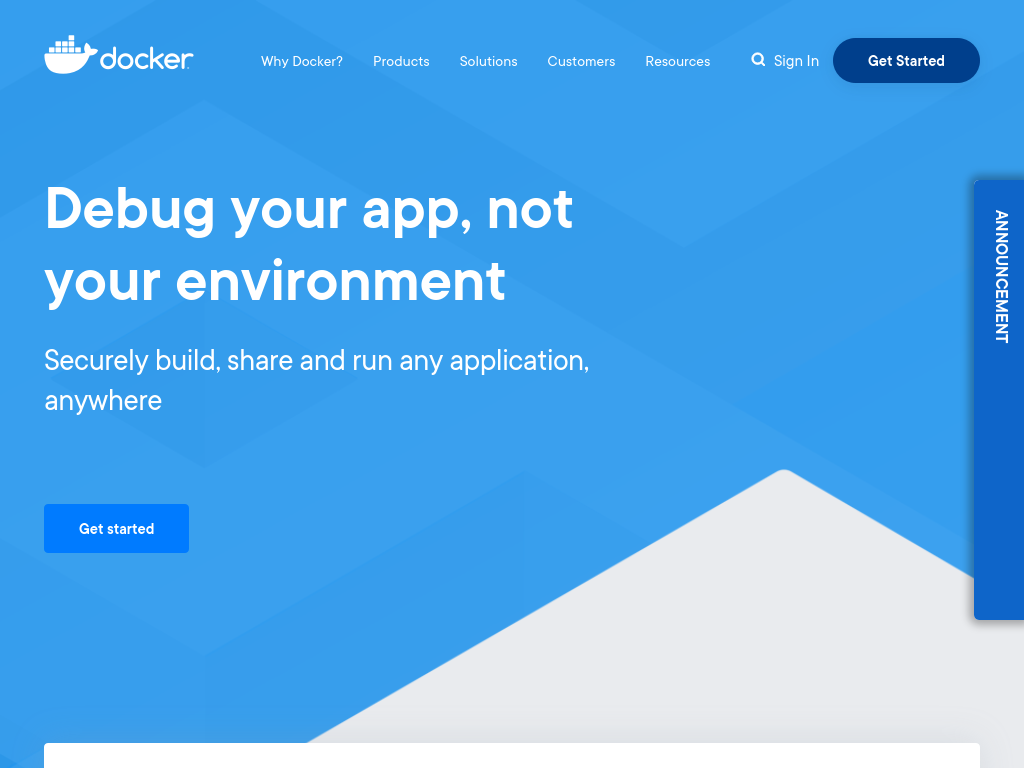 docker
Why Docker?
Products
Solutions
Customers
Resources
Sign In
Get Started
Debug your app, not
your environment
Securely build, share and run any application,
anywhere
Get started
ANNOUNCEMENT